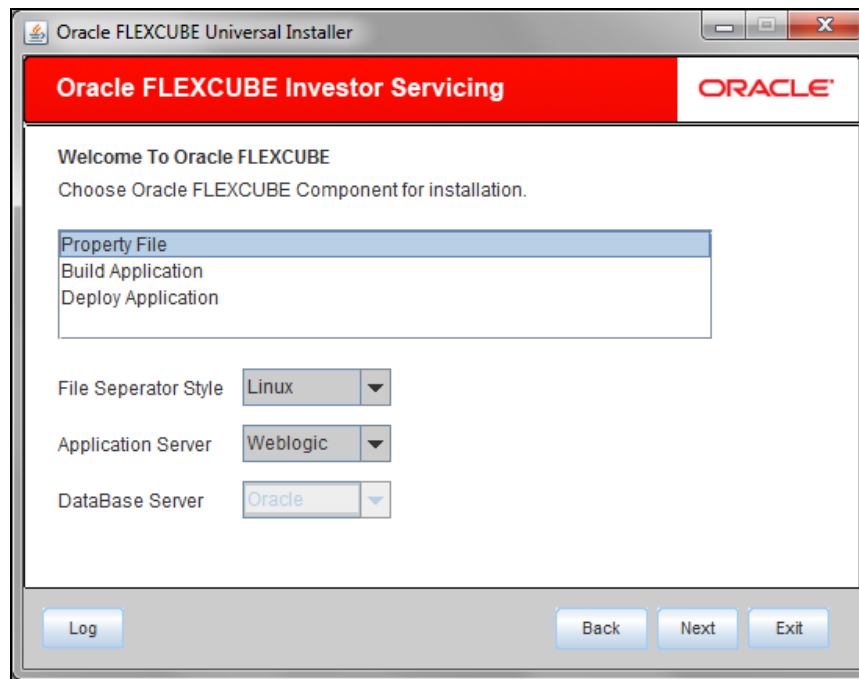 Oracle FLEXCUBE Universal Installer
Oracle FLEXCUBE Investor Servicing
ORACLE'
Welcome To Oracle FLEXCUBE
Choose Oracle FLEXCUBE Component for installation.
Property File
Build Application
Deploy Application
File Seperator Style Linux
Application Server Weblogic
DataBase Server Oracle
Log Back Next Exit